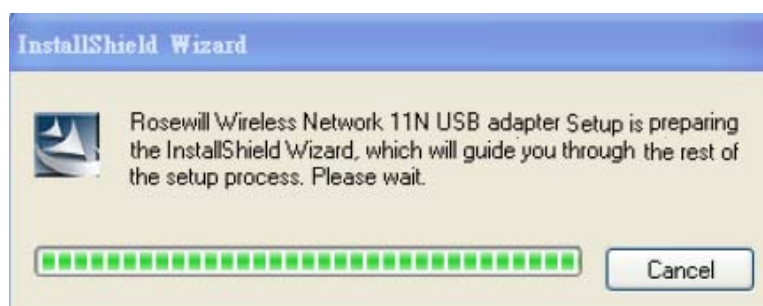 InstallShield Wizard
Rosewill Wireless Network 11N USB adapter Setup is preparing
the InstallShield Wizard, which will guide you through the rest of
the setup process. Please wait.
Cancel